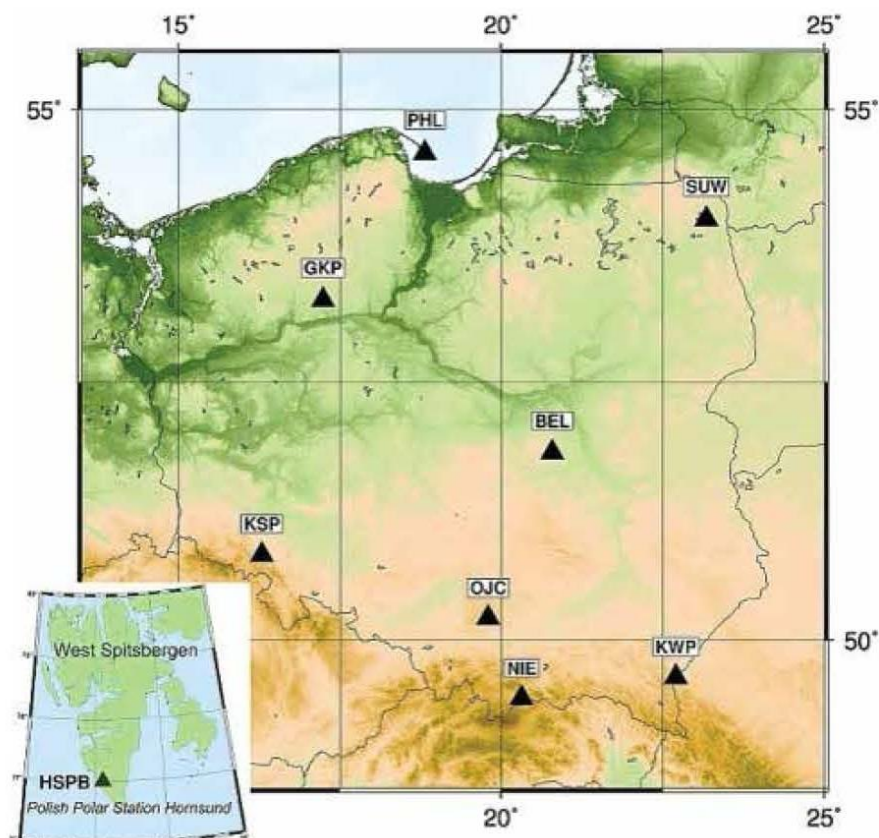 15° 20° 25°
55° 55°
PHL
SUW
GKP
BEL
KSP
OJC
50°
KWP
NIE
West Spitsbergen
HSPB
Polish Polar Station Hornsund
20° 25°